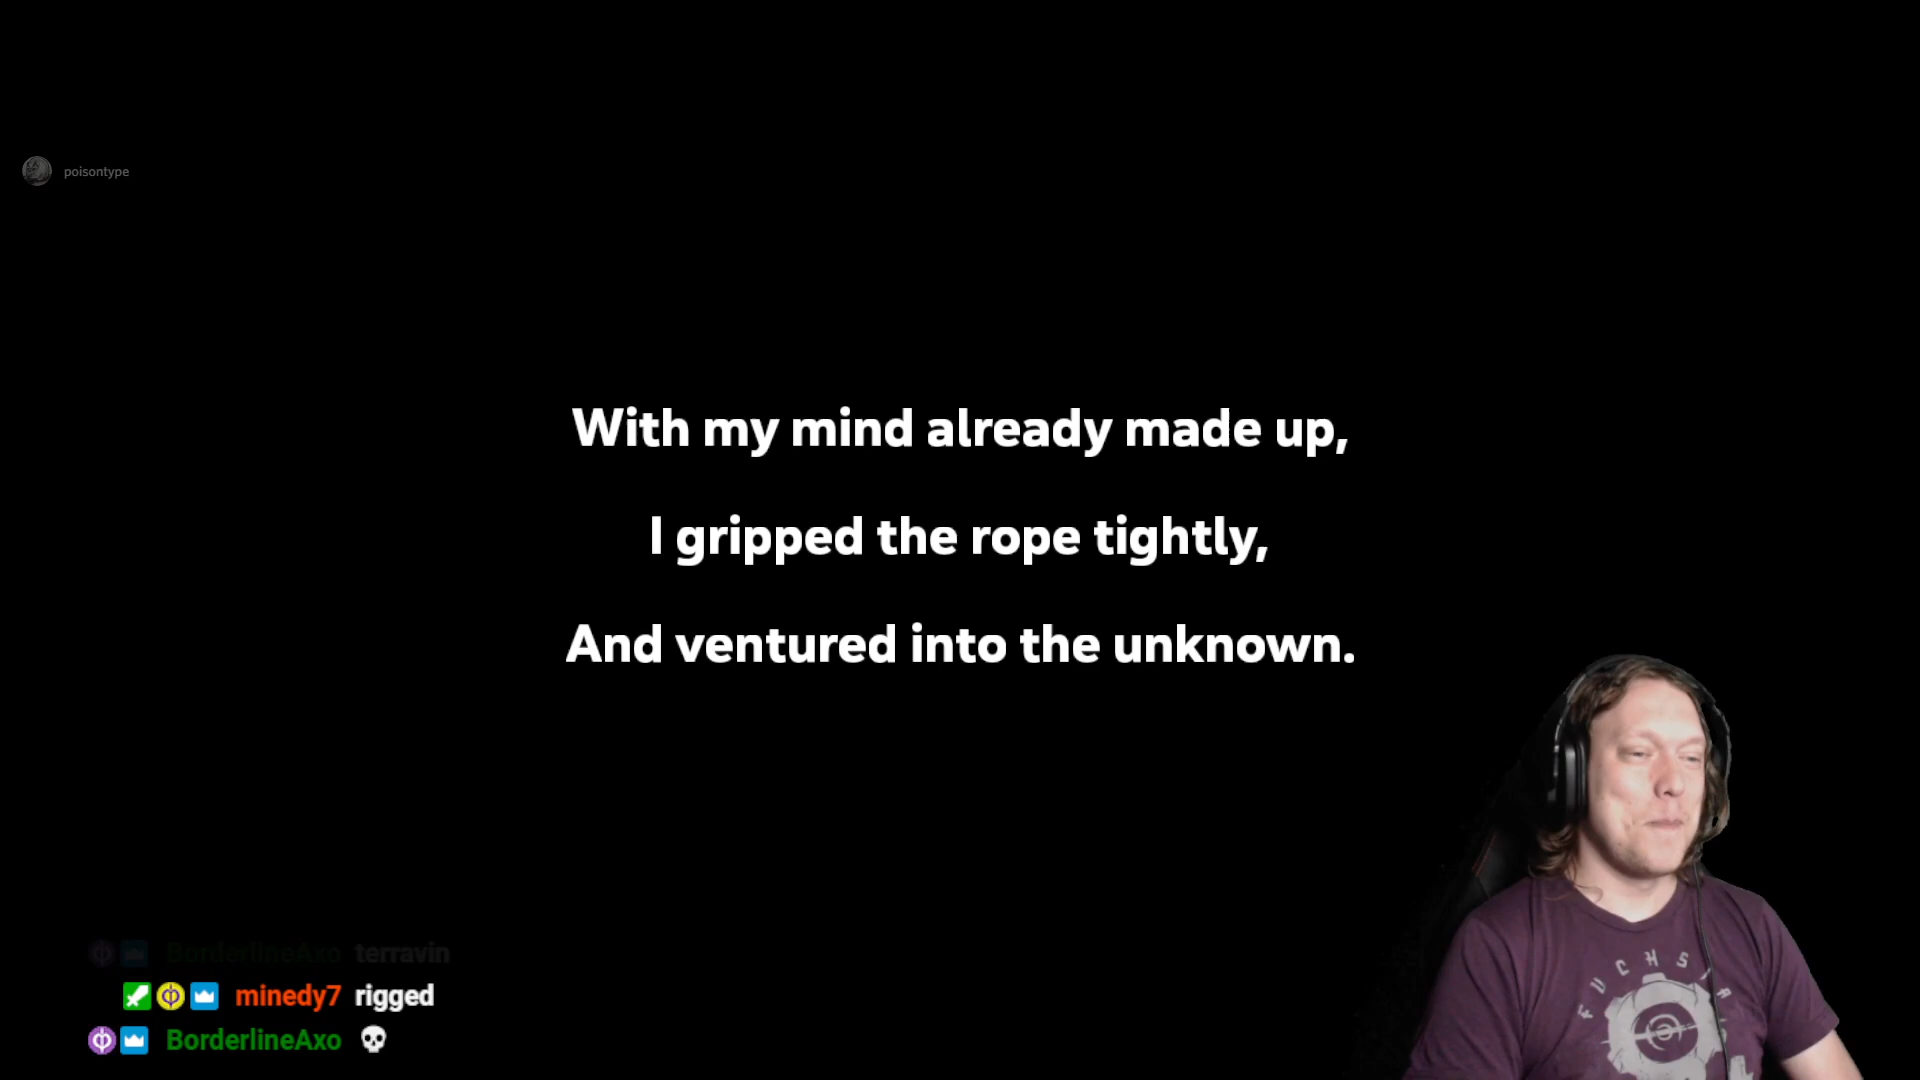 poisontype
With my mind already made up,
I gripped the rope tightly,
And ventured into the unknown.
BorderlineAxo terravin
minedy7 rigged
BorderlineAxo 💀
FUCHSIA